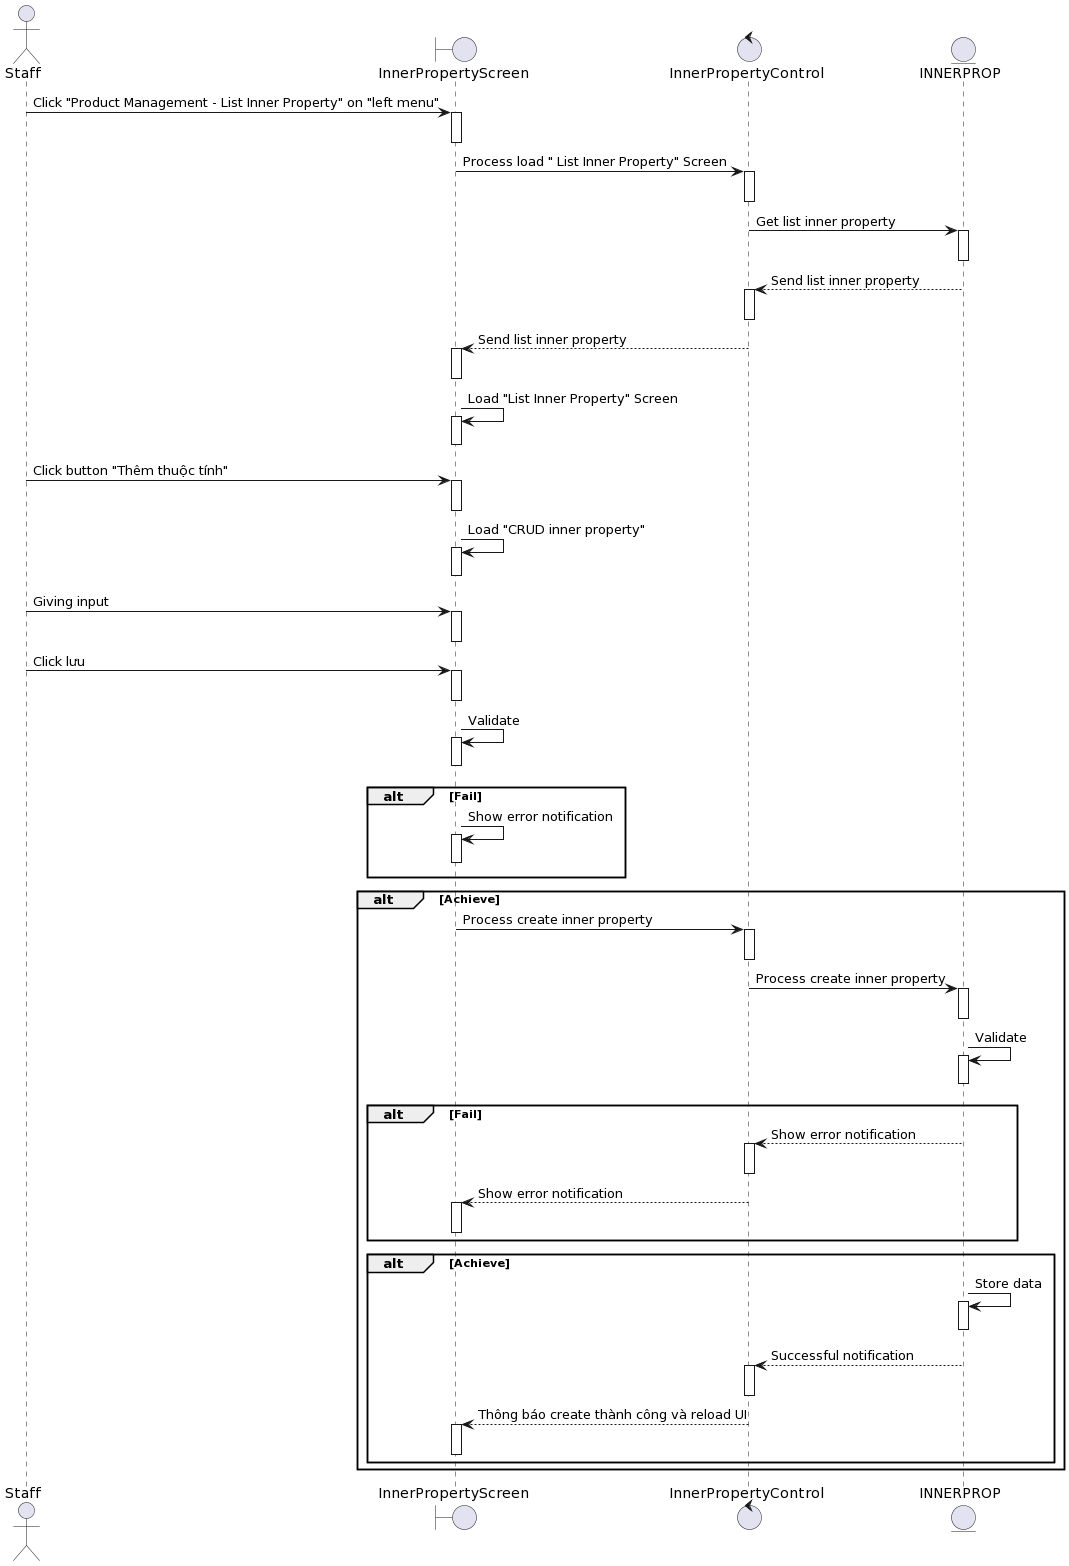 Staff
InnerPropertyScreen
InnerPropertyControl
INNERPROP
Click "Product Management - List Inner Property" on "left menu"
Process load " List Inner Property" Screen
Get list inner property
Send list inner property
Send list inner property
Load "List Inner Property" Screen
Click button "Thêm thuộc tính"
Load "CRUD inner property"
Giving input
Click lưu
Validate
alt [Fail]
Show error notification
alt [Achieve]
Process create inner property
Process create inner property
Validate
alt [Fail]
Show error notification
Show error notification
alt [Achieve]
Store data
Successful notification
Thông báo create thành công và reload UI
Staff
InnerPropertyScreen
InnerPropertyControl
INNERPROP